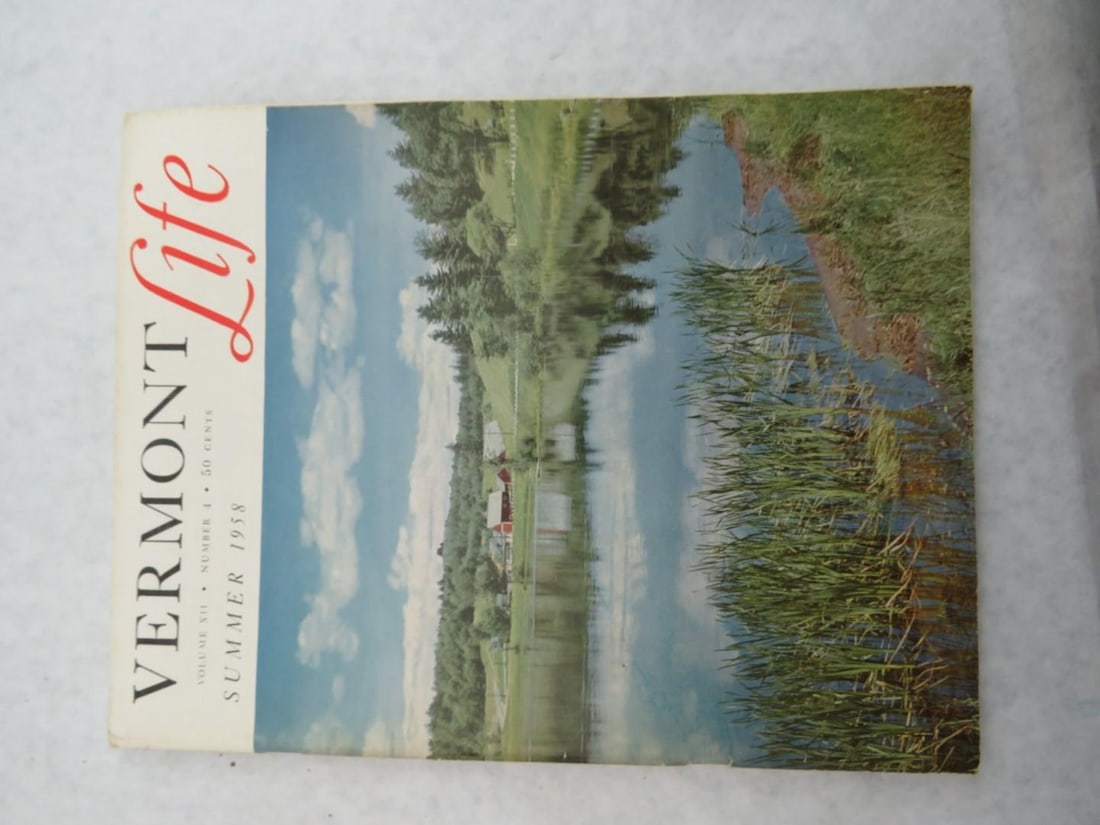 VERMONT
Life
VOLUME XII • NUMBER 4 • 50 CENTS
SUMMER 1958